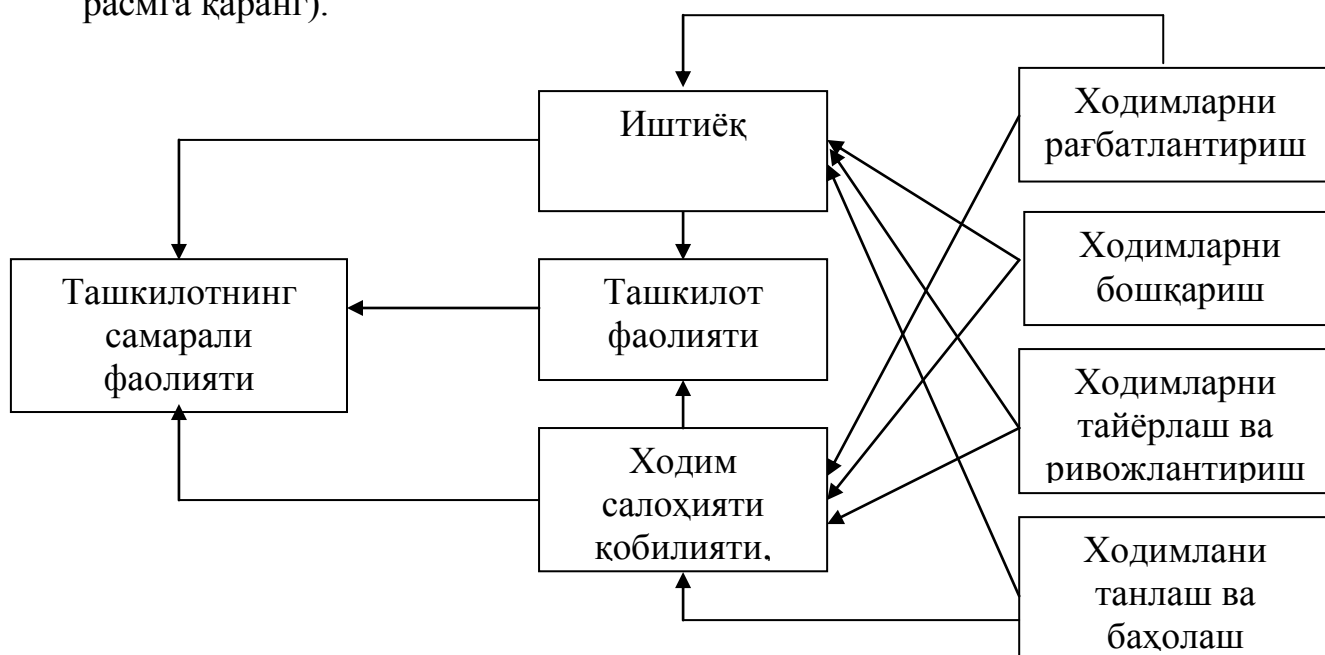 расмга қаранг).
Иштиёқ
Ходимларни
рағбатлантириш
Ходимларни
бошқариш
Ташкилотнинг
самарали
фаолияти
Ташкилот
фаолияти
Ходимларни
тайёрлаш ва
ривожлантириш
Ходим
салоҳияти
қобилияти,
Ходимлани
танлаш ва
баҳолаш